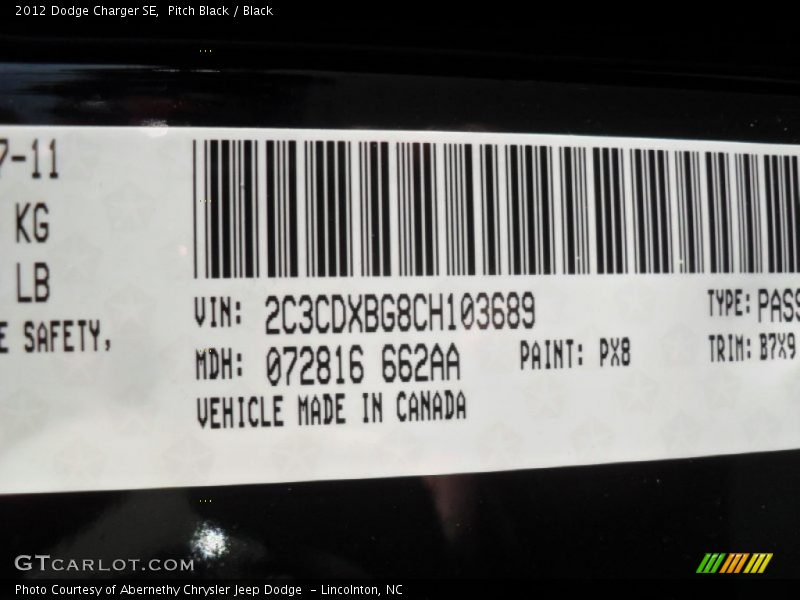 2012 Dodge Charger SE,  Pitch Black / Black
7-11
KG
LB
E SAFETY,
VIN: 2C3CDXBG8CH103689
TYPE: PASS
MDH: 072816 662AA
PAINT: PX8
TRIM: B7X9
VEHICLE MADE IN CANADA
GTCARLOT.COM
Photo Courtesy of Abernethy Chrysler Jeep Dodge  - Lincolnton, NC